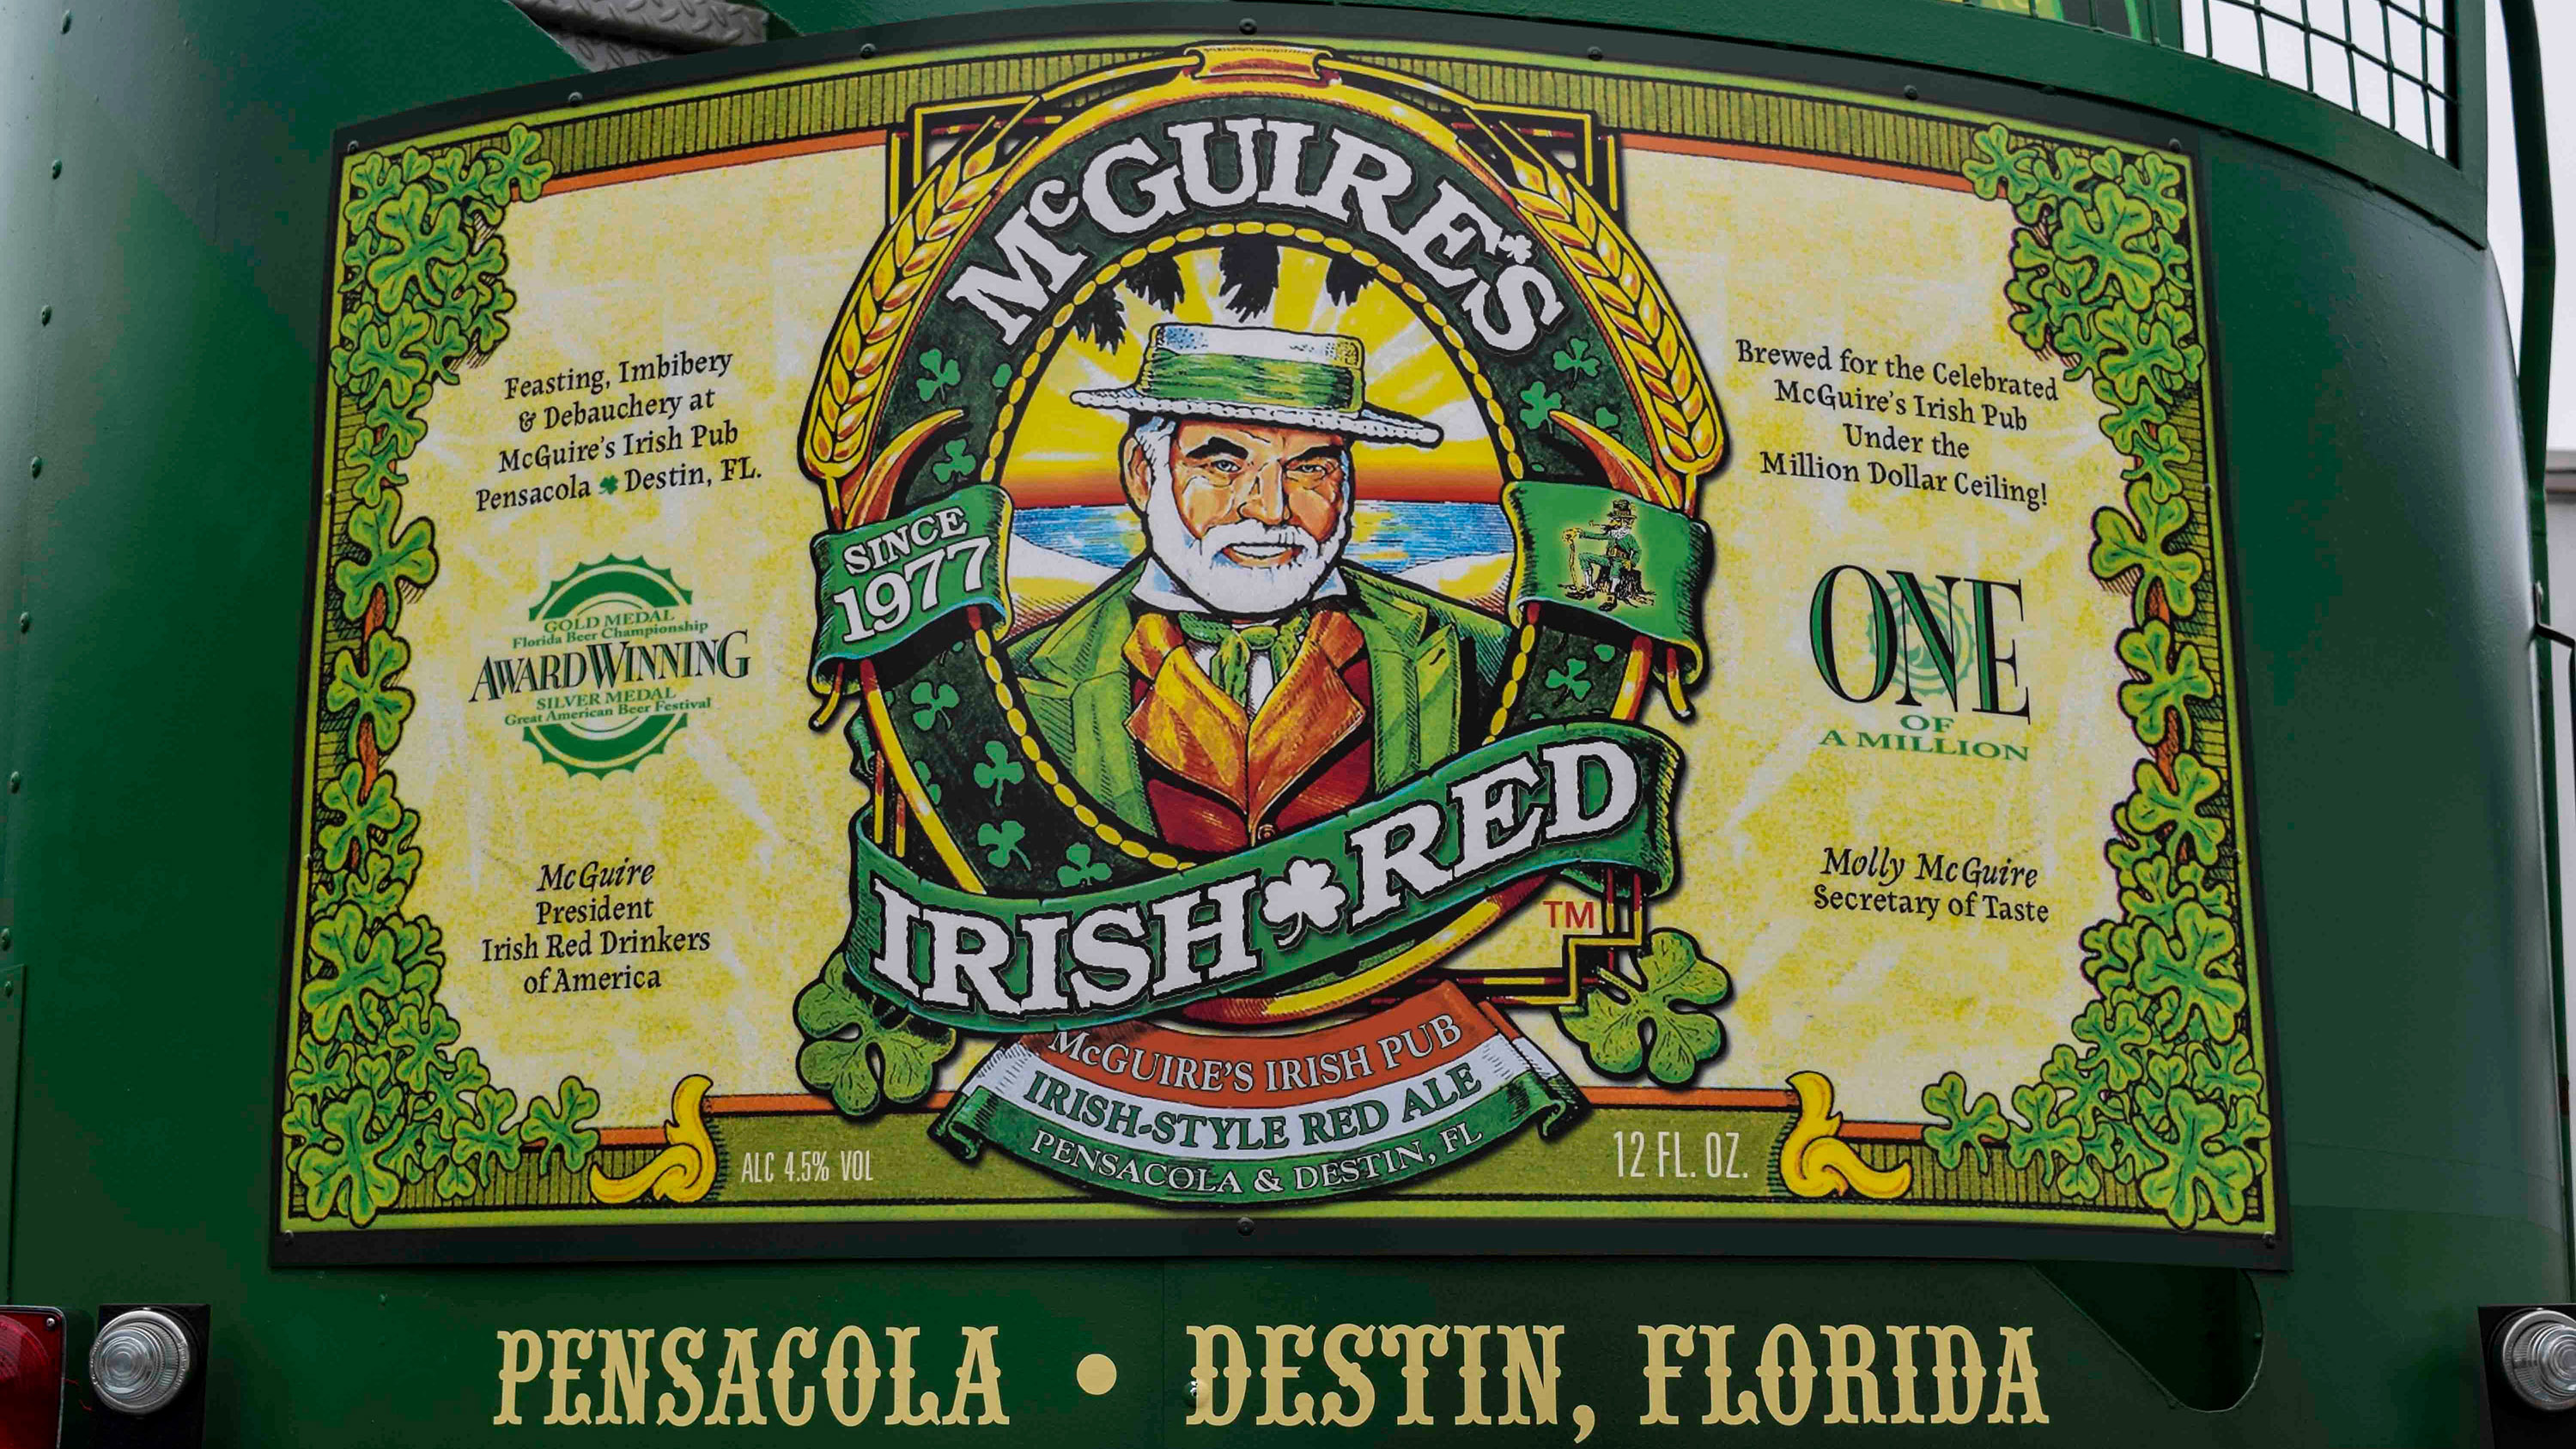 McGUIRE'S
Feasting, Imbibery
& Debauchery at
McGuire's Irish Pub
Pensacola ☘ Destin, FL.
GOLD MEDAL
Florida Beer Championship
AWARD WINNING
SILVER MEDAL
Great American Beer Festival
McGuire
President
Irish Red Drinkers
of America
SINCE
1977
IRISH ☘ RED
TM
McGUIRE'S IRISH PUB
IRISH-STYLE RED ALE
PENSACOLA & DESTIN, FL
Brewed for the Celebrated
McGuire's Irish Pub
Under the
Million Dollar Ceiling!
ONE
OF
A MILLION
Molly McGuire
Secretary of Taste
ALC 4.5% VOL
12 FL. OZ.
PENSACOLA • DESTIN, FLORIDA